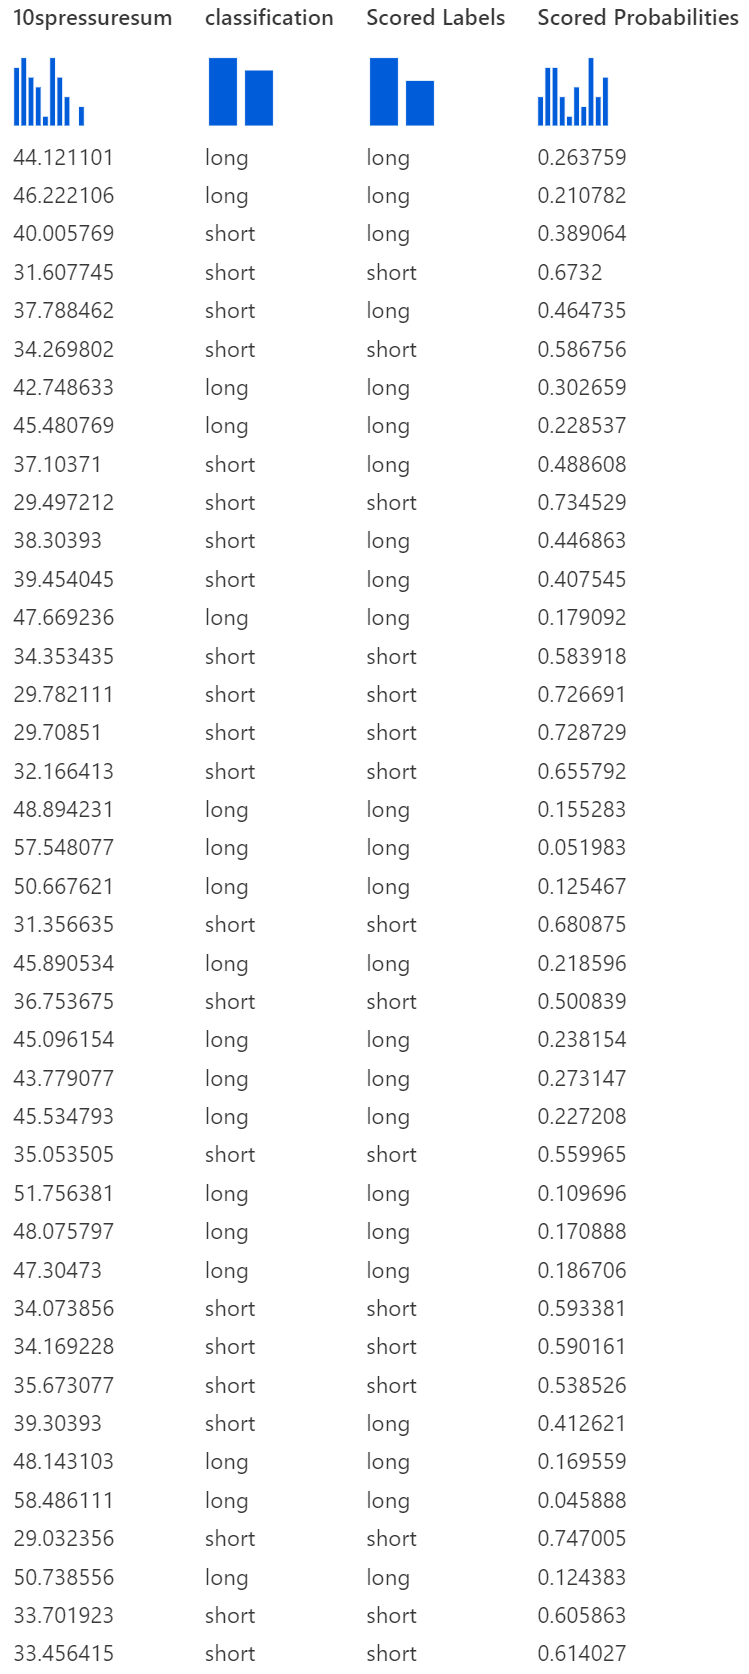 10spressuresum classification Scored Labels Scored Probabilities
44.121101 long long 0.263759
46.222106 long long 0.210782
40.005769 short long 0.389064
31.607745 short short 0.6732
37.788462 short long 0.464735
34.269802 short short 0.586756
42.748633 long long 0.302659
45.480769 long long 0.228537
37.10371 short long 0.488608
29.497212 short short 0.734529
38.30393 short long 0.446863
39.454045 short long 0.407545
47.669236 long long 0.179092
34.353435 short short 0.583918
29.782111 short short 0.726691
29.70851 short short 0.728729
32.166413 short short 0.655792
48.894231 long long 0.155283
57.548077 long long 0.051983
50.667621 long long 0.125467
31.356635 short short 0.680875
45.890534 long long 0.218596
36.753675 short short 0.500839
45.096154 long long 0.238154
43.779077 long long 0.273147
45.534793 long long 0.227208
35.053505 short short 0.559965
51.756381 long long 0.109696
48.075797 long long 0.170888
47.30473 long long 0.186706
34.073856 short short 0.593381
34.169228 short short 0.590161
35.673077 short short 0.538526
39.30393 short long 0.412621
48.143103 long long 0.169559
58.486111 long long 0.045888
29.032356 short short 0.747005
50.738556 long long 0.124383
33.701923 short short 0.605863
33.456415 short short 0.614027